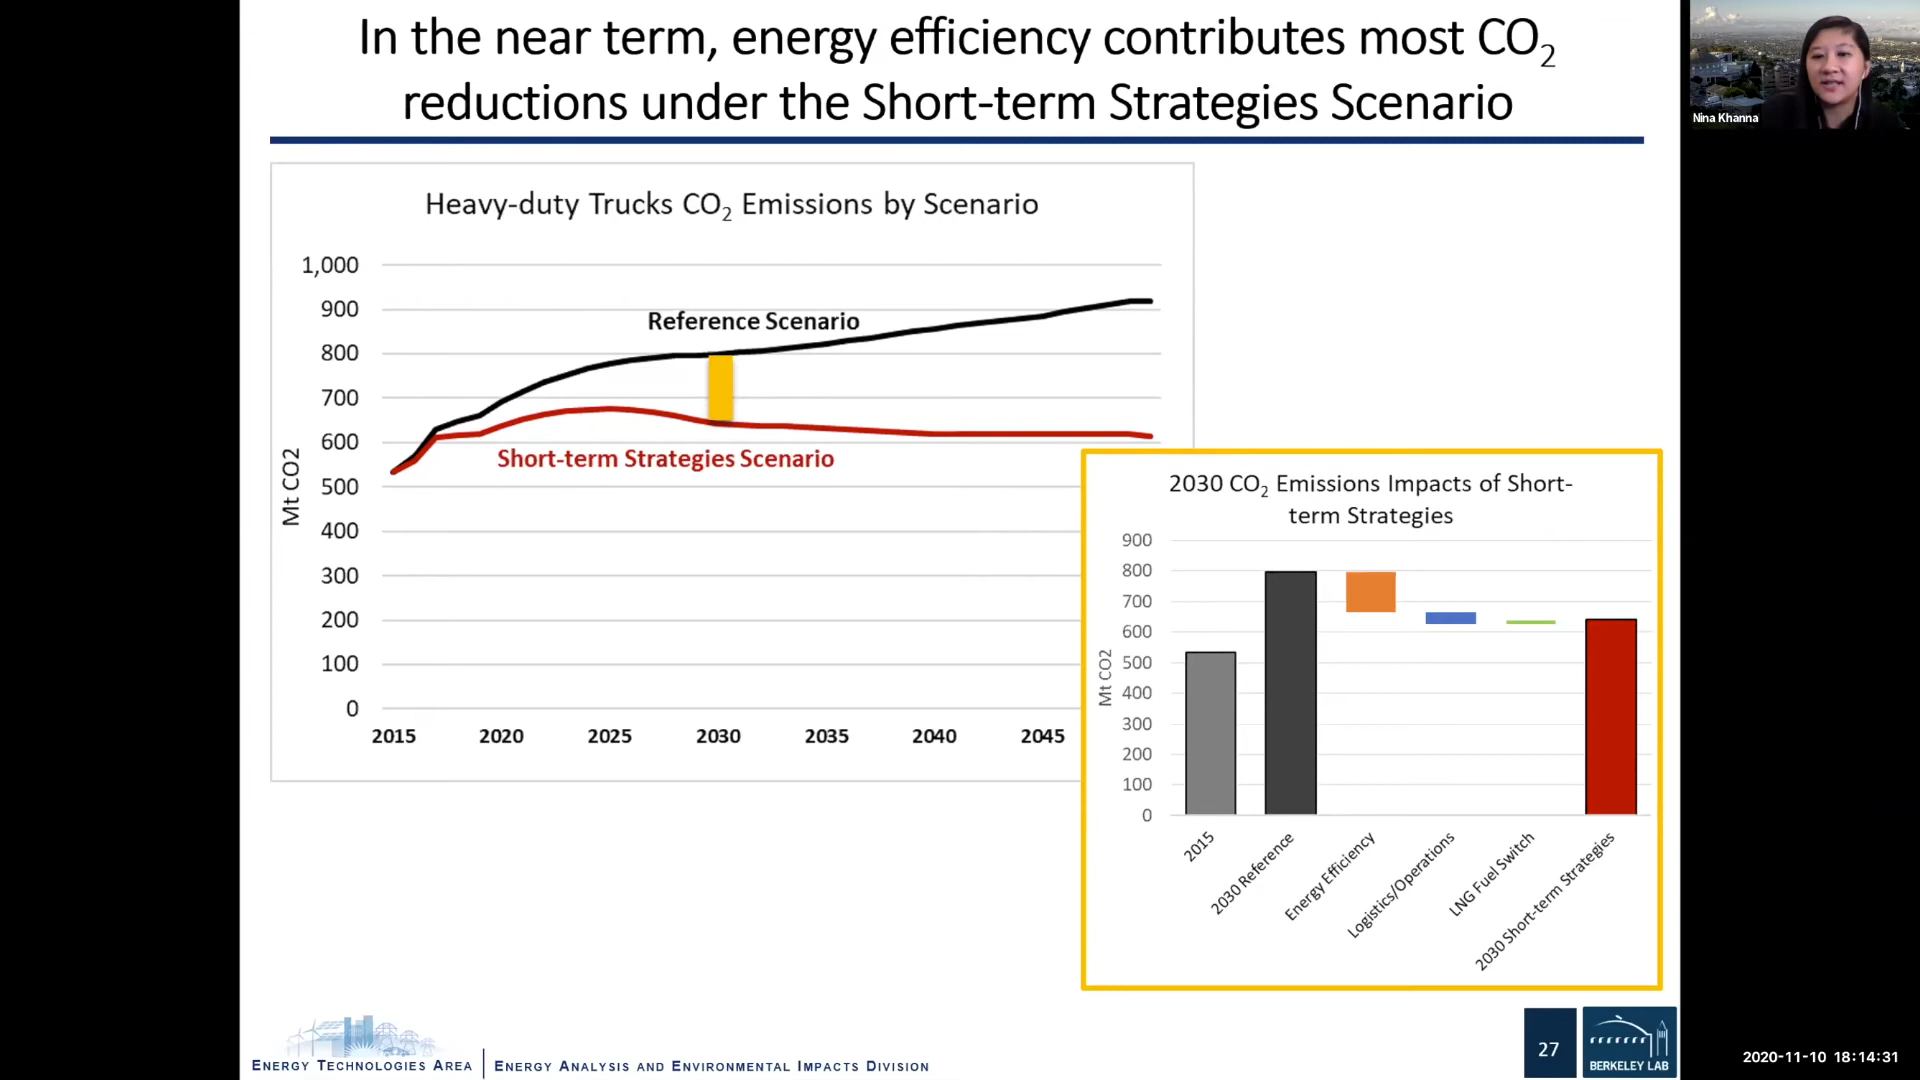 In the near term, energy efficiency contributes most CO2
reductions under the Short-term Strategies Scenario
Nina Khanna
Heavy-duty Trucks CO2 Emissions by Scenario
Mt CO2
1,000
900
800
700
600
500
400
300
200
100
0
Reference Scenario
Short-term Strategies Scenario
2015
2020
2025
2030
2035
2040
2045
2030 CO2 Emissions Impacts of Short-
term Strategies
Mt CO2
900
800
700
600
500
400
300
200
100
0
2015
2030 Reference
Energy Efficiency
Logistics/Operations
LNG Fuel Switch
2030 Short-term Strategies
ENERGY TECHNOLOGIES AREA
ENERGY ANALYSIS AND ENVIRONMENTAL IMPACTS DIVISION
27
BERKELEY LAB
2020-11-10 18:14:31